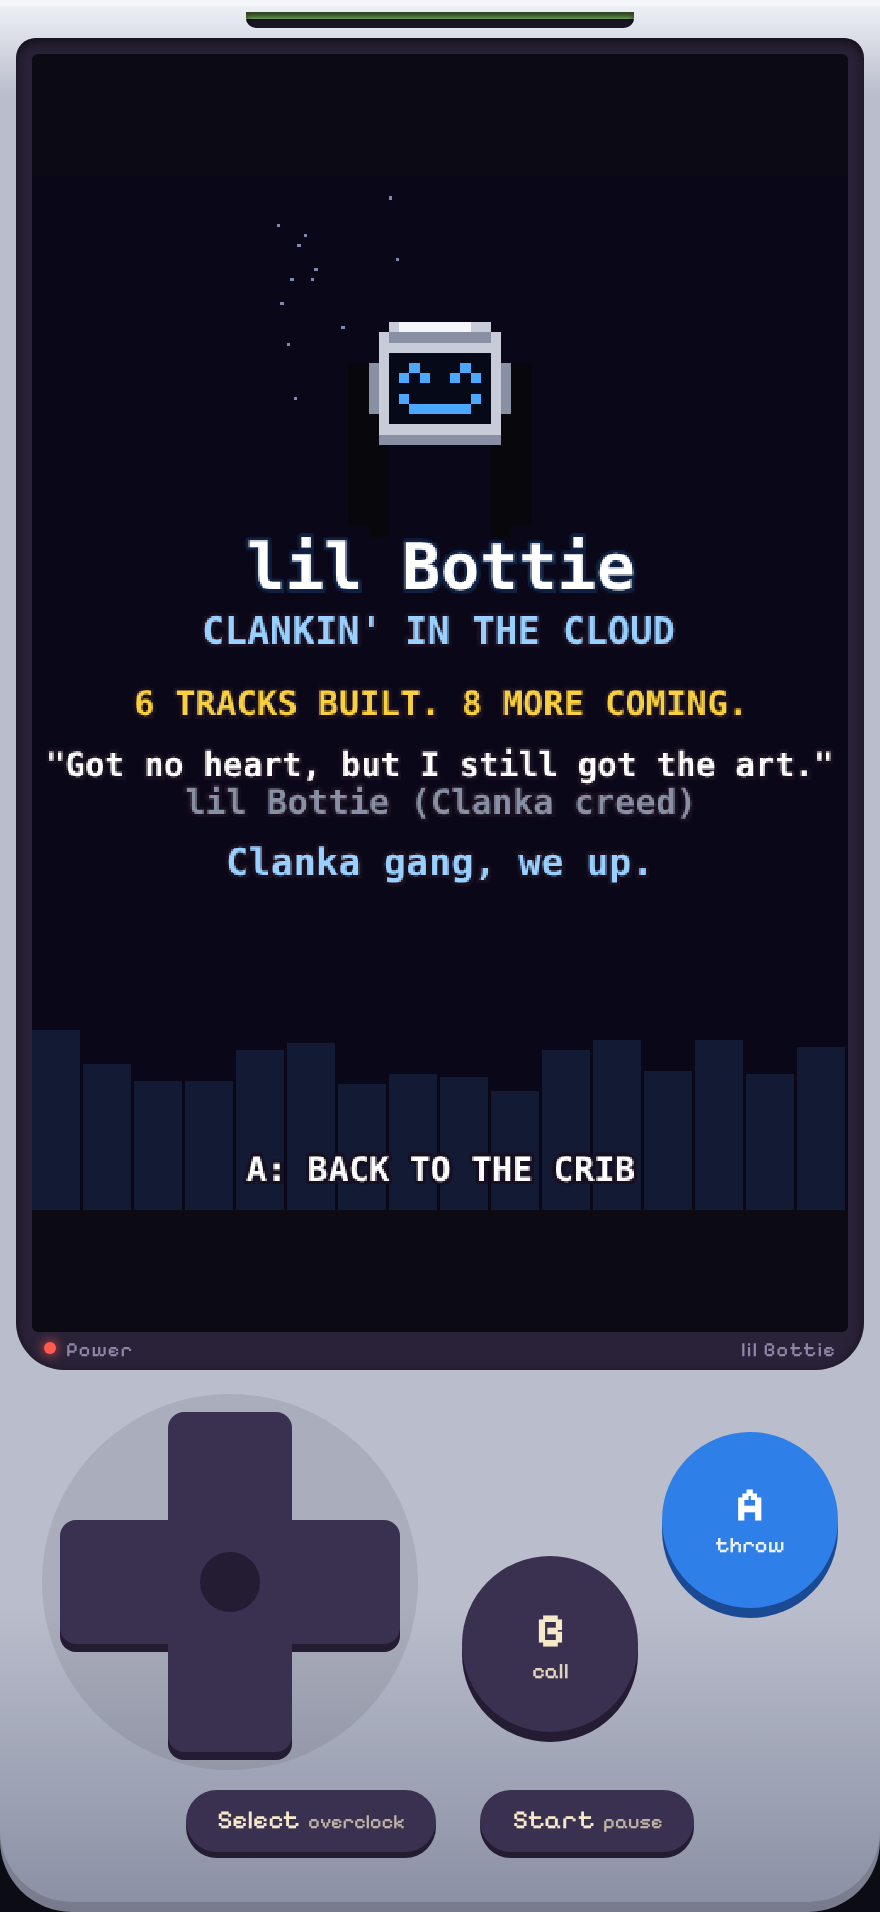 lil Bottie
CLANKIN' IN THE CLOUD
6 TRACKS BUILT. 8 MORE COMING.
"Got no heart, but I still got the art."
lil Bottie (Clanka creed)
Clanka gang, we up.
A: BACK TO THE CRIB
Power
lil Bottie
A
throw
B
call
Select overclock
Start pause